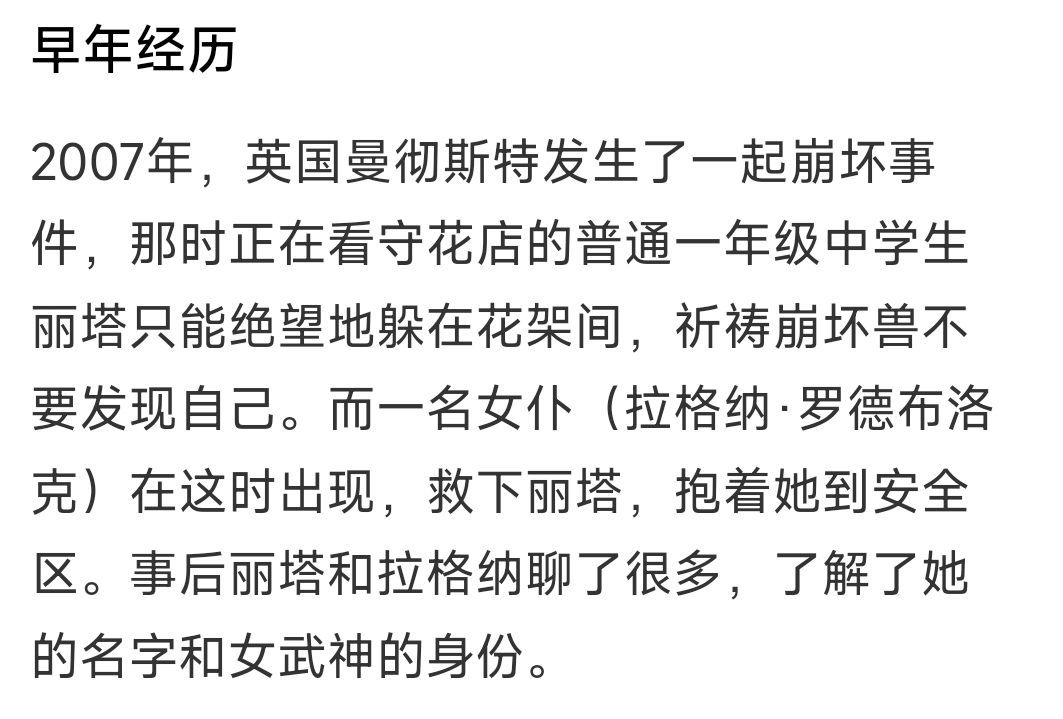 早年经历
2007年，英国曼彻斯特发生了一起崩坏事
件，那时正在看守花店的普通一年级中学生
丽塔只能绝望地躲在花架间，祈祷崩坏兽不
要发现自己。而一名女仆（拉格纳·罗德布洛
克）在这时出现，救下丽塔，抱着她到安全
区。事后丽塔和拉格纳聊了很多，了解了她
的名字和女武神的身份。